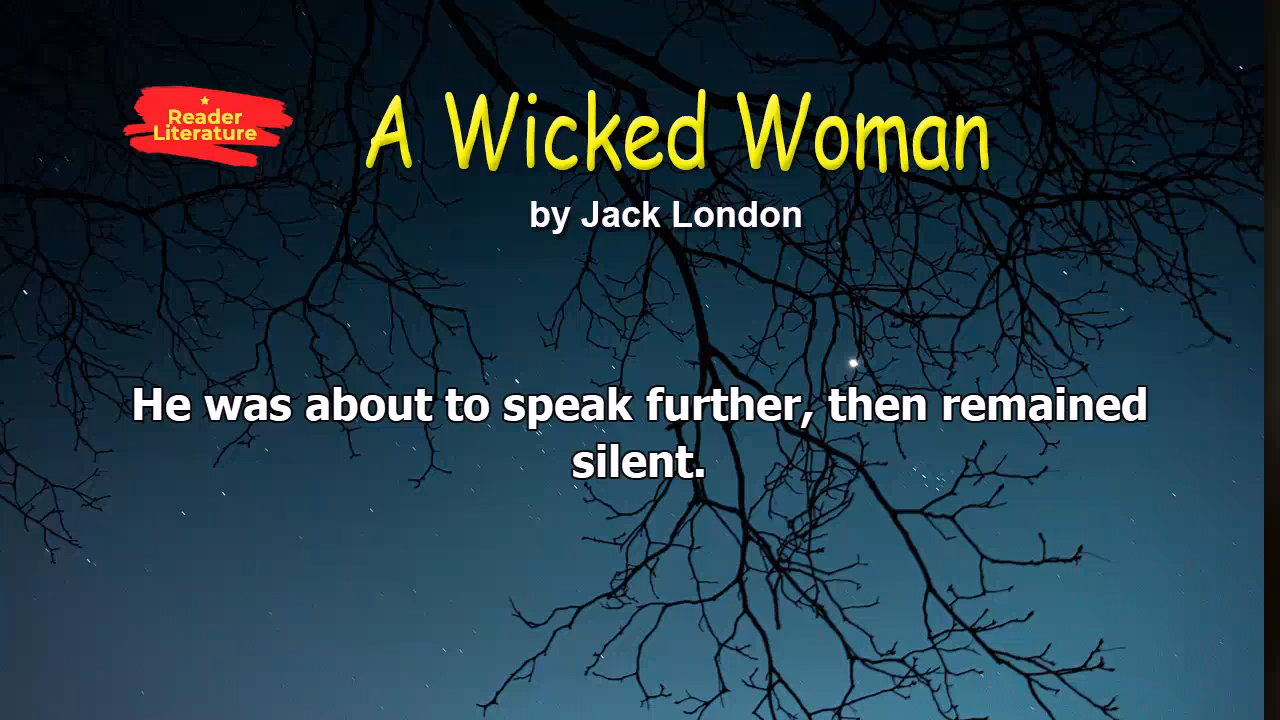 Reader
Literature
A Wicked Woman
by Jack London
He was about to speak further, then remained
silent.